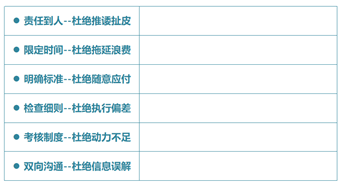 ● 责任到人--杜绝推诿扯皮
● 限定时间--杜绝拖延浪费
● 明确标准--杜绝随意应付
● 检查细则--杜绝执行偏差
● 考核制度--杜绝动力不足
● 双向沟通--杜绝信息误解